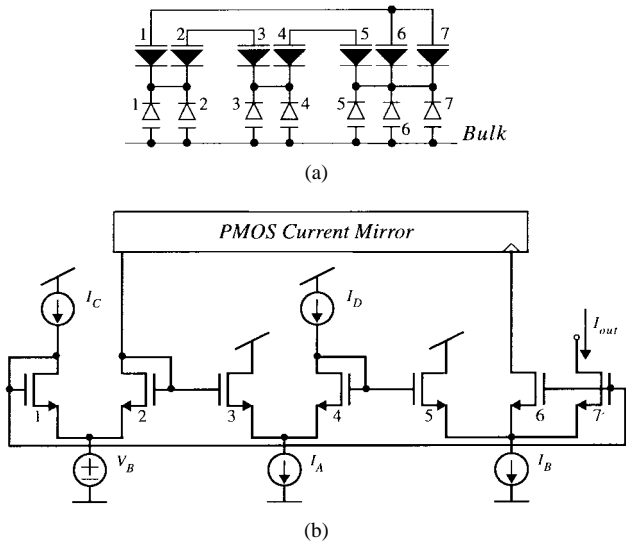 1 2 3 4 5 6 7
1 2 3 4 5 6 7
Bulk
(a)
PMOS Current Mirror
I_C I_D I_out
1 2 3 4 5 6 7
V_B I_A I_B
(b)